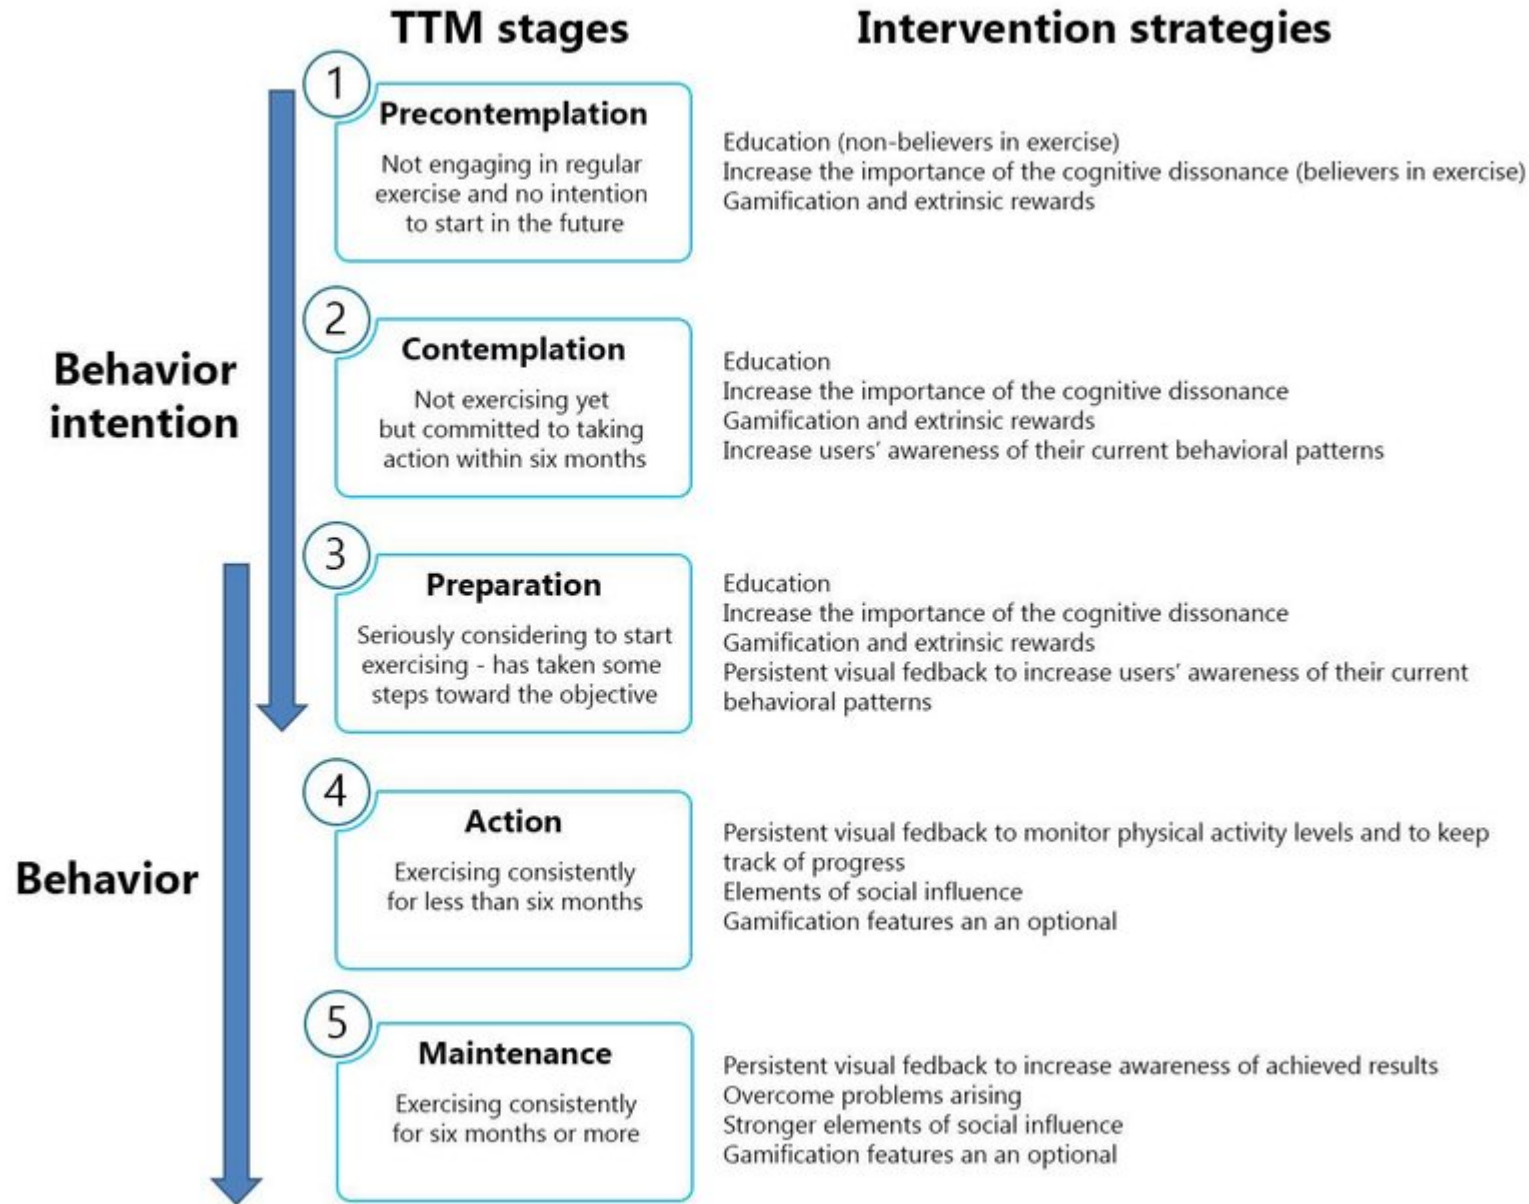 TTM stages
Intervention strategies
1
Precontemplation
Not engaging in regular
exercise and no intention
to start in the future
Education (non-believers in exercise)
Increase the importance of the cognitive dissonance (believers in exercise)
Gamification and extrinsic rewards
Behavior
intention
2
Contemplation
Not exercising yet
but committed to taking
action within six months
Education
Increase the importance of the cognitive dissonance
Gamification and extrinsic rewards
Increase users' awareness of their current behavioral patterns
3
Preparation
Seriously considering to start
exercising - has taken some
steps toward the objective
Education
Increase the importance of the cognitive dissonance
Gamification and extrinsic rewards
Persistent visual fedback to increase users' awareness of their current
behavioral patterns
Behavior
4
Action
Exercising consistently
for less than six months
Persistent visual fedback to monitor physical activity levels and to keep
track of progress
Elements of social influence
Gamification features an an optional
5
Maintenance
Exercising consistently
for six months or more
Persistent visual fedback to increase awareness of achieved results
Overcome problems arising
Stronger elements of social influence
Gamification features an an optional